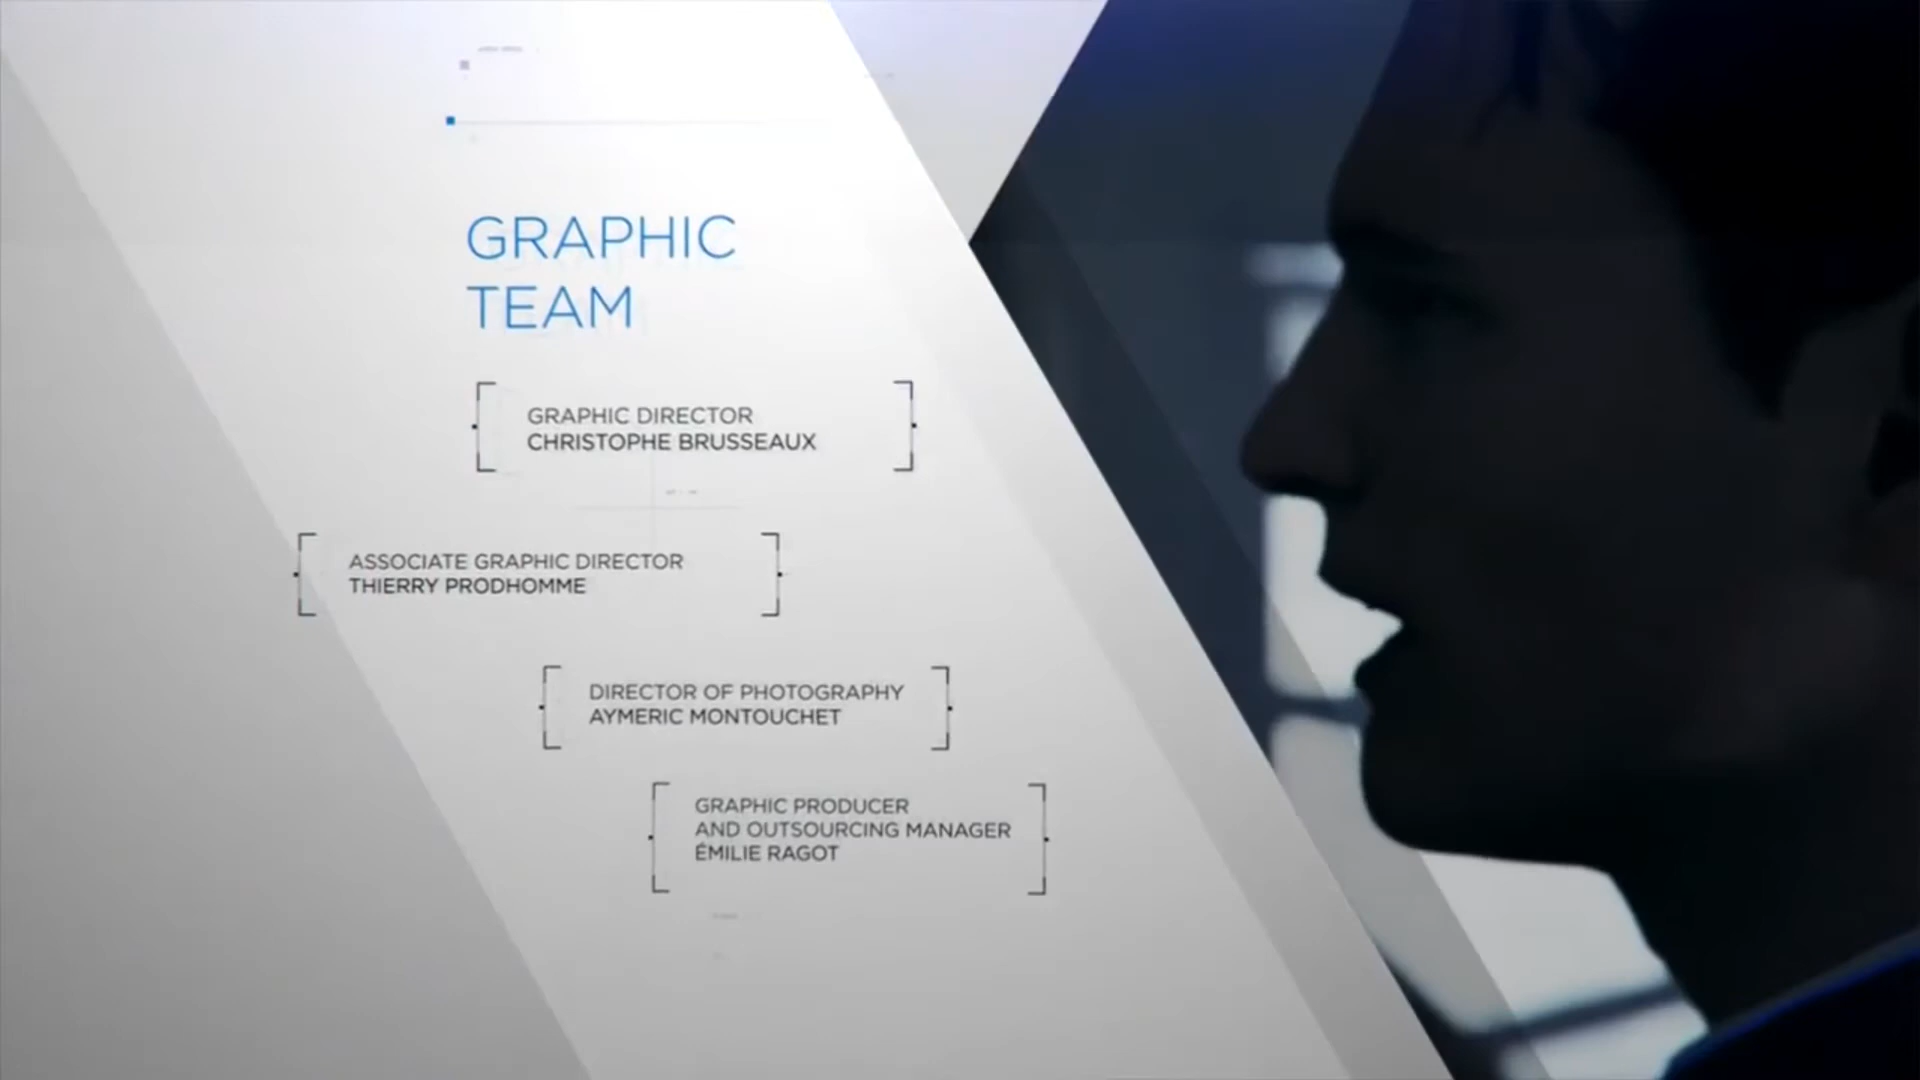 GRAPHIC
TEAM
GRAPHIC DIRECTOR
CHRISTOPHE BRUSSEAUX
ASSOCIATE GRAPHIC DIRECTOR
THIERRY PRODHOMME
DIRECTOR OF PHOTOGRAPHY
AYMERIC MONTOUCHET
GRAPHIC PRODUCER
AND OUTSOURCING MANAGER
ÉMILIE RAGOT